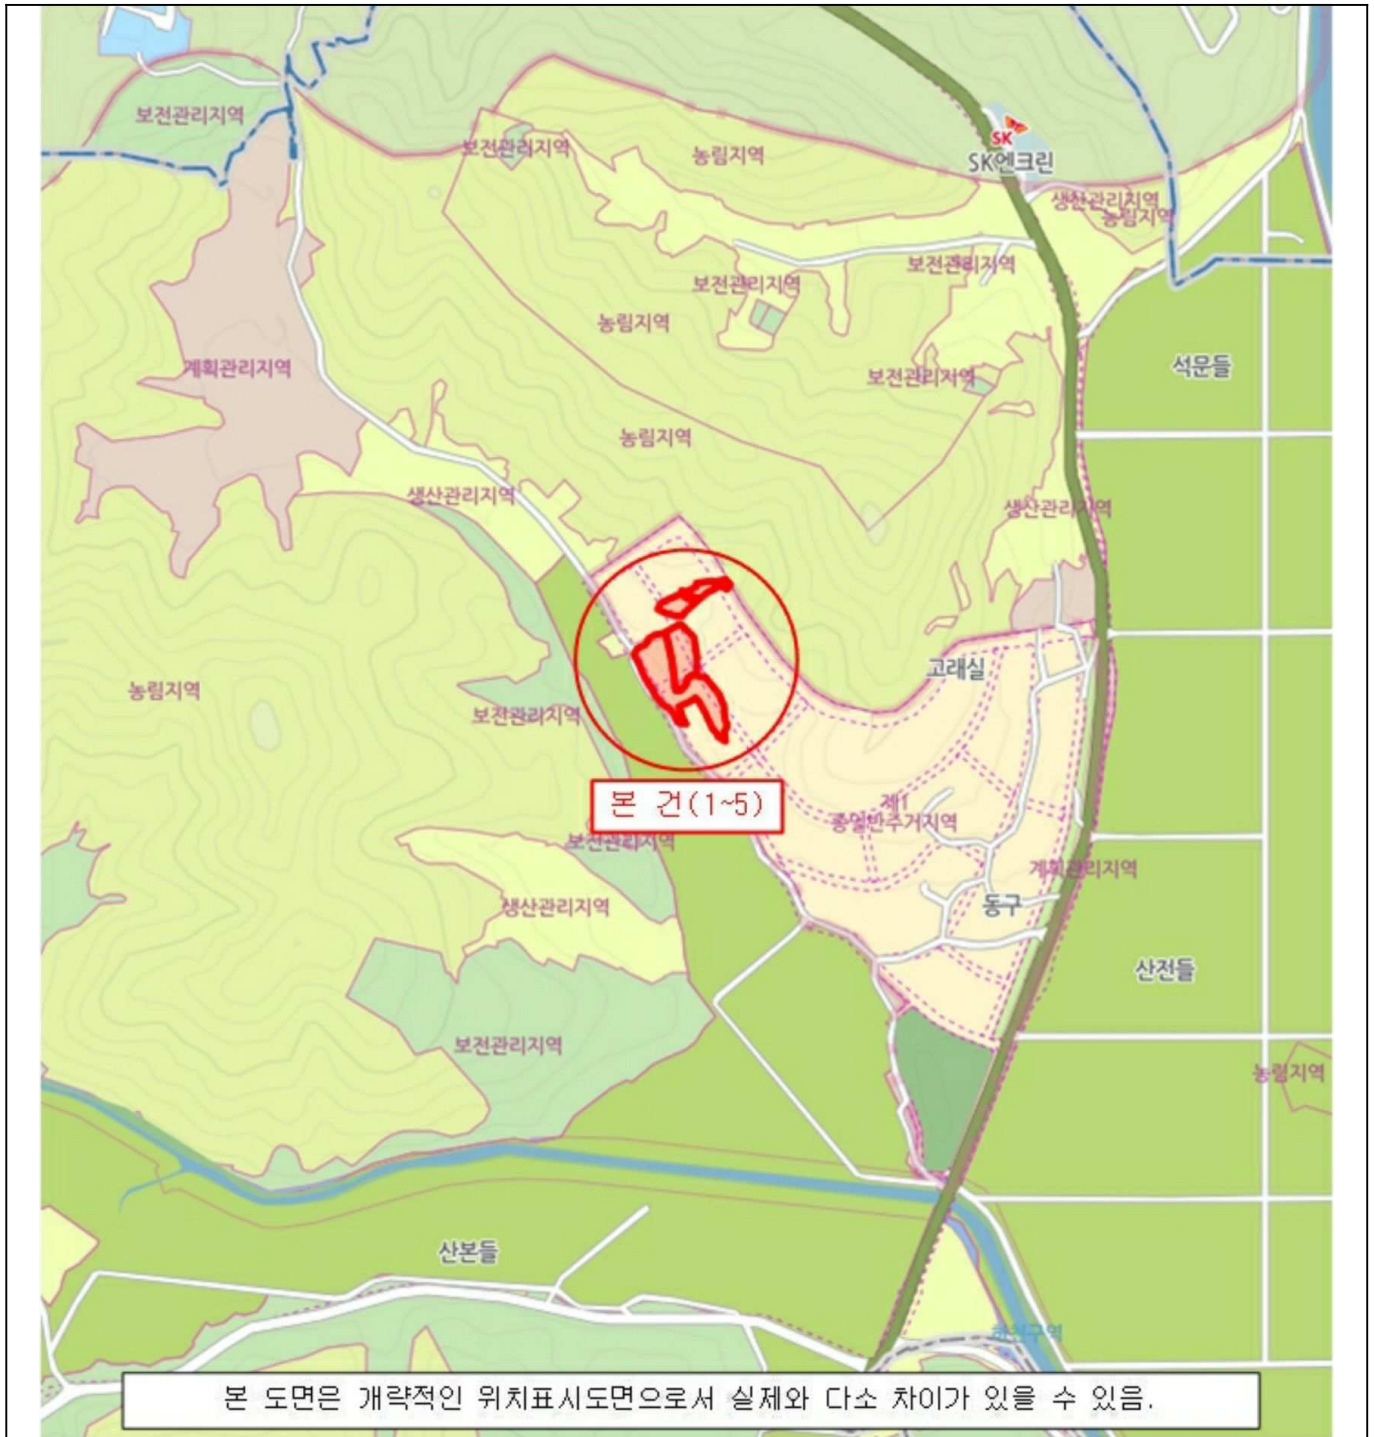 보전관리지역
보전관리지역
농림지역
SK
SK엔크린
생산관리지역
농림지역
보전관리지역
보전관리지역
농림지역
계획관리지역
석문들
보전관리지역
농림지역
생산관리지역
생산관리지역
고래실
농림지역
보전관리지역
본 건(1~5)
제1
종일반주거지역
보전관리지역
계획관리지역
생산관리지역
동구
산전들
보전관리지역
농림지역
산본들
하천구역
본 도면은 개략적인 위치표시도면으로서 실제와 다소 차이가 있을 수 있음.